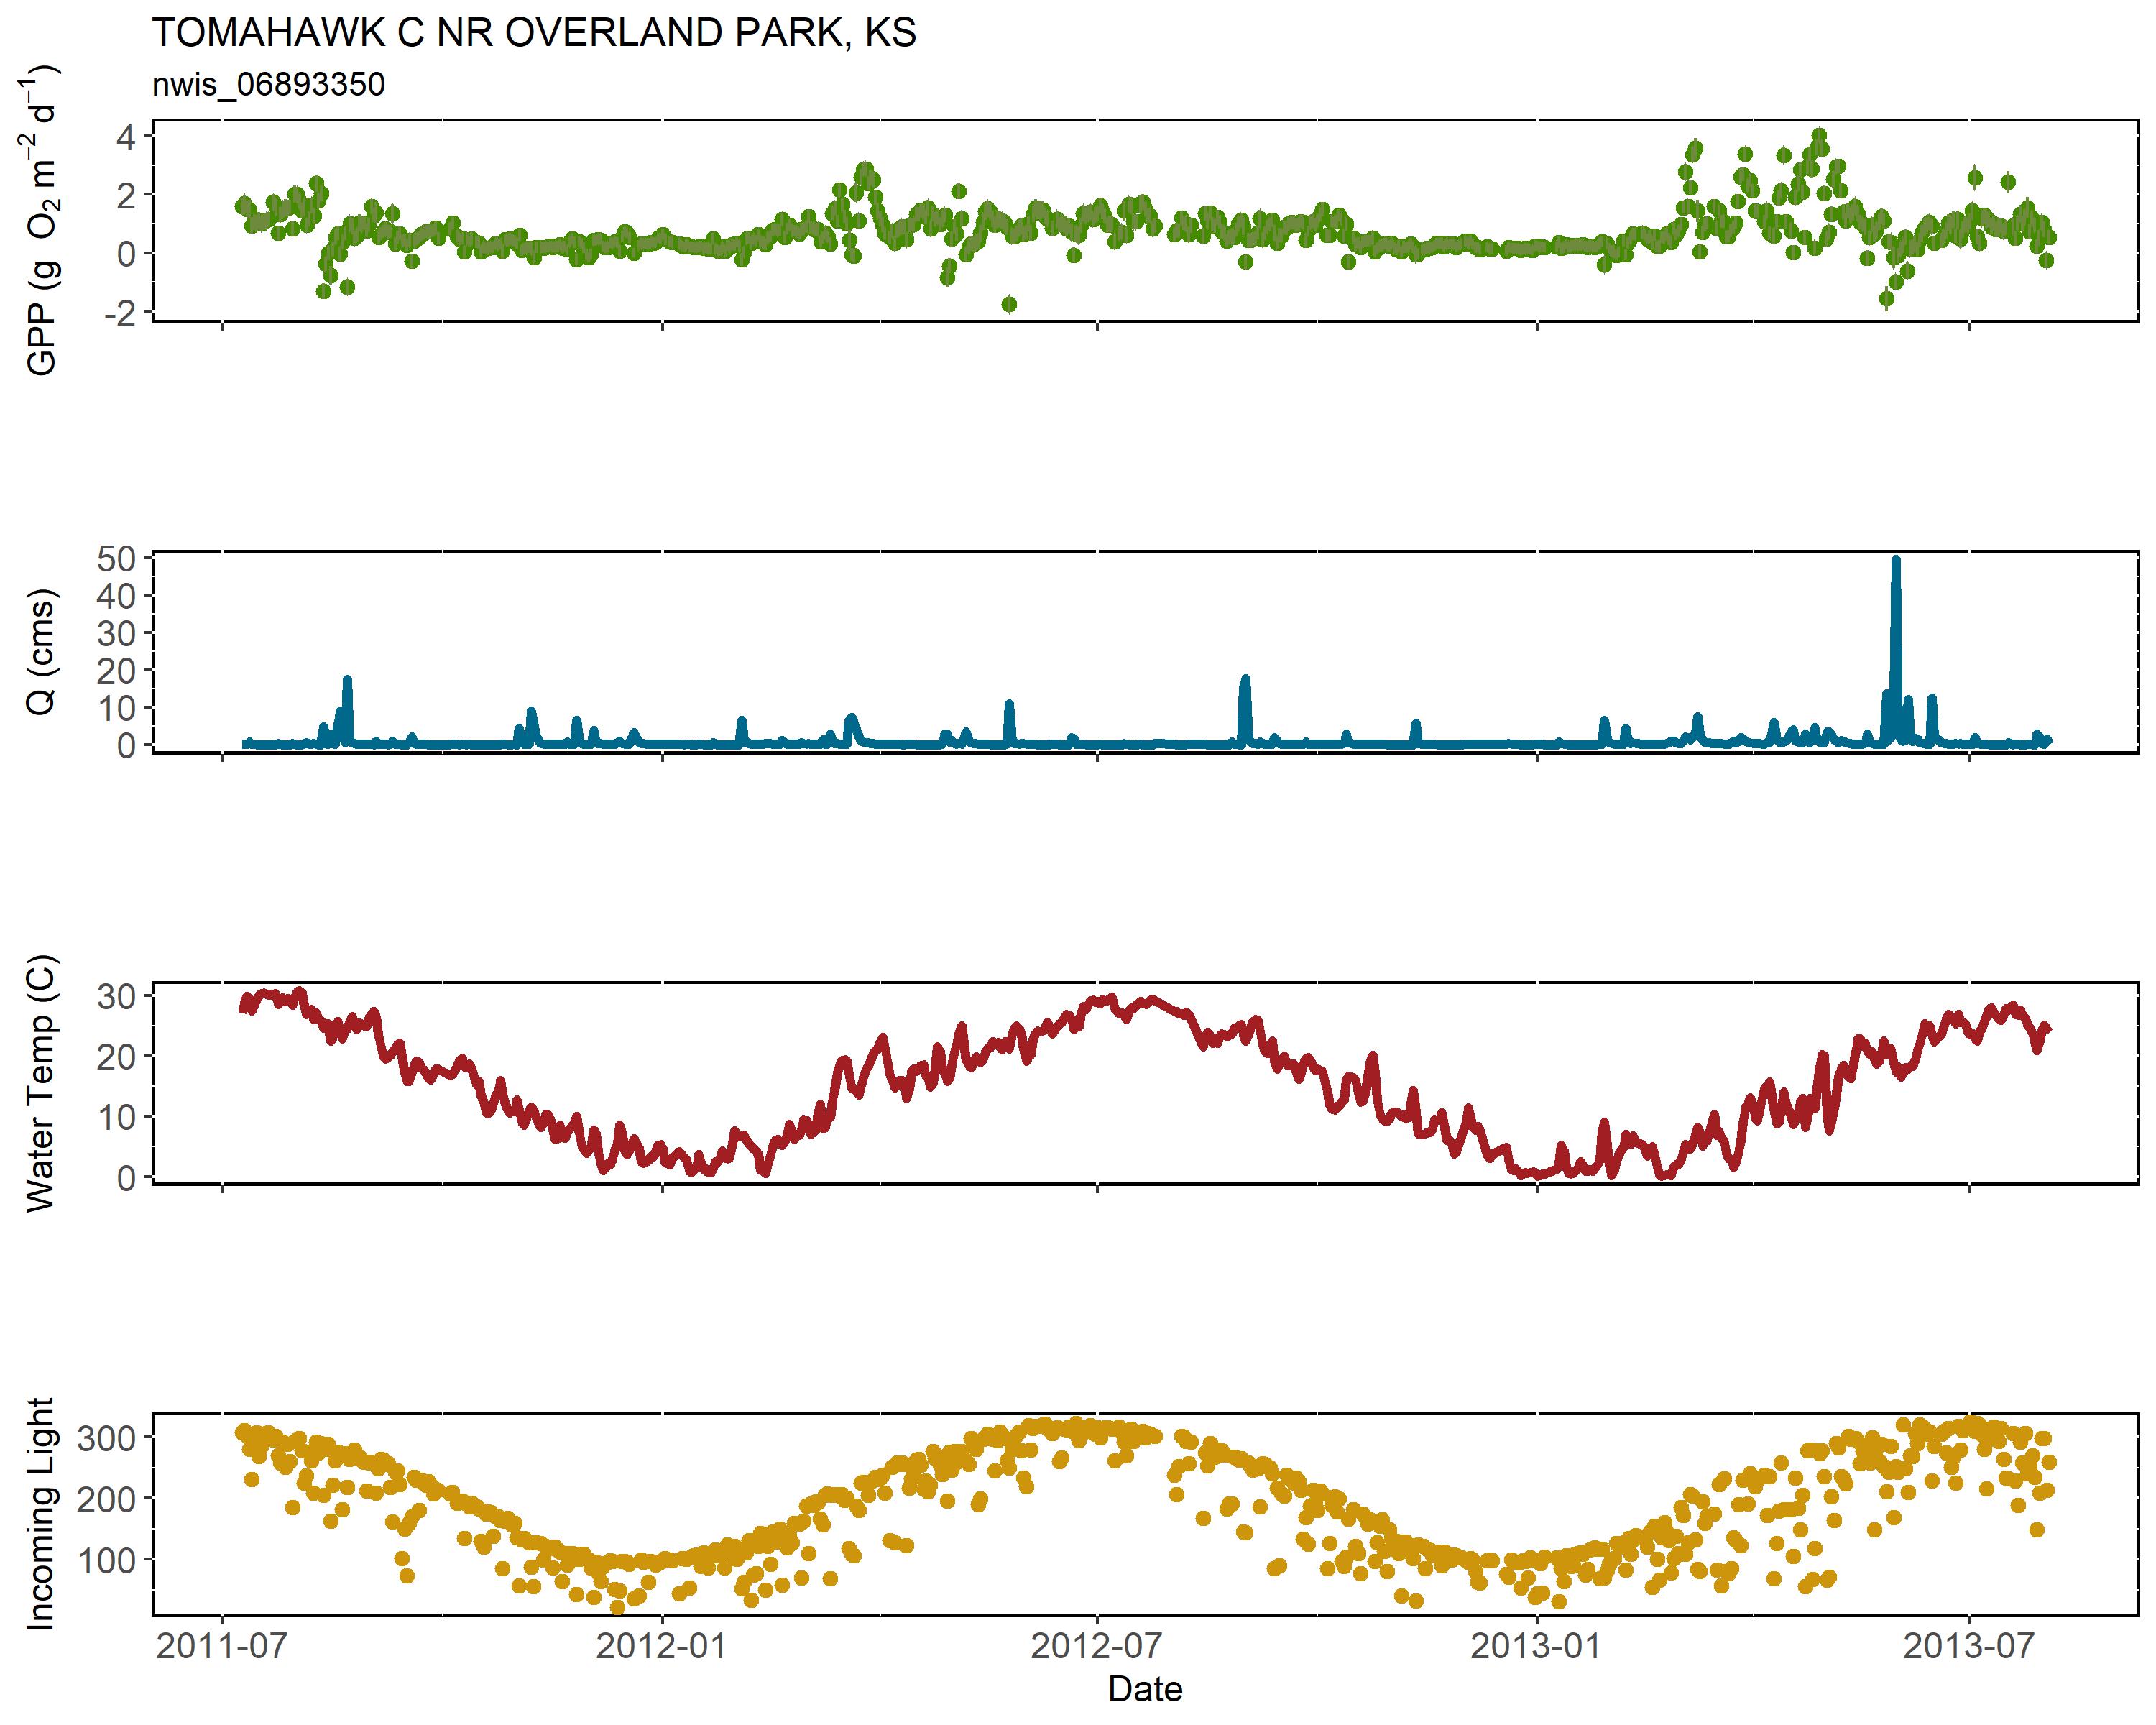 TOMAHAWK C NR OVERLAND PARK, KS
nwis_06893350
GPP (g O₂ m⁻² d⁻¹)
4
2
0
-2
Q (cms)
50
40
30
20
10
0
Water Temp (C)
30
20
10
0
Incoming Light
300
200
100
2011-07 2012-01 2012-07 2013-01 2013-07
Date